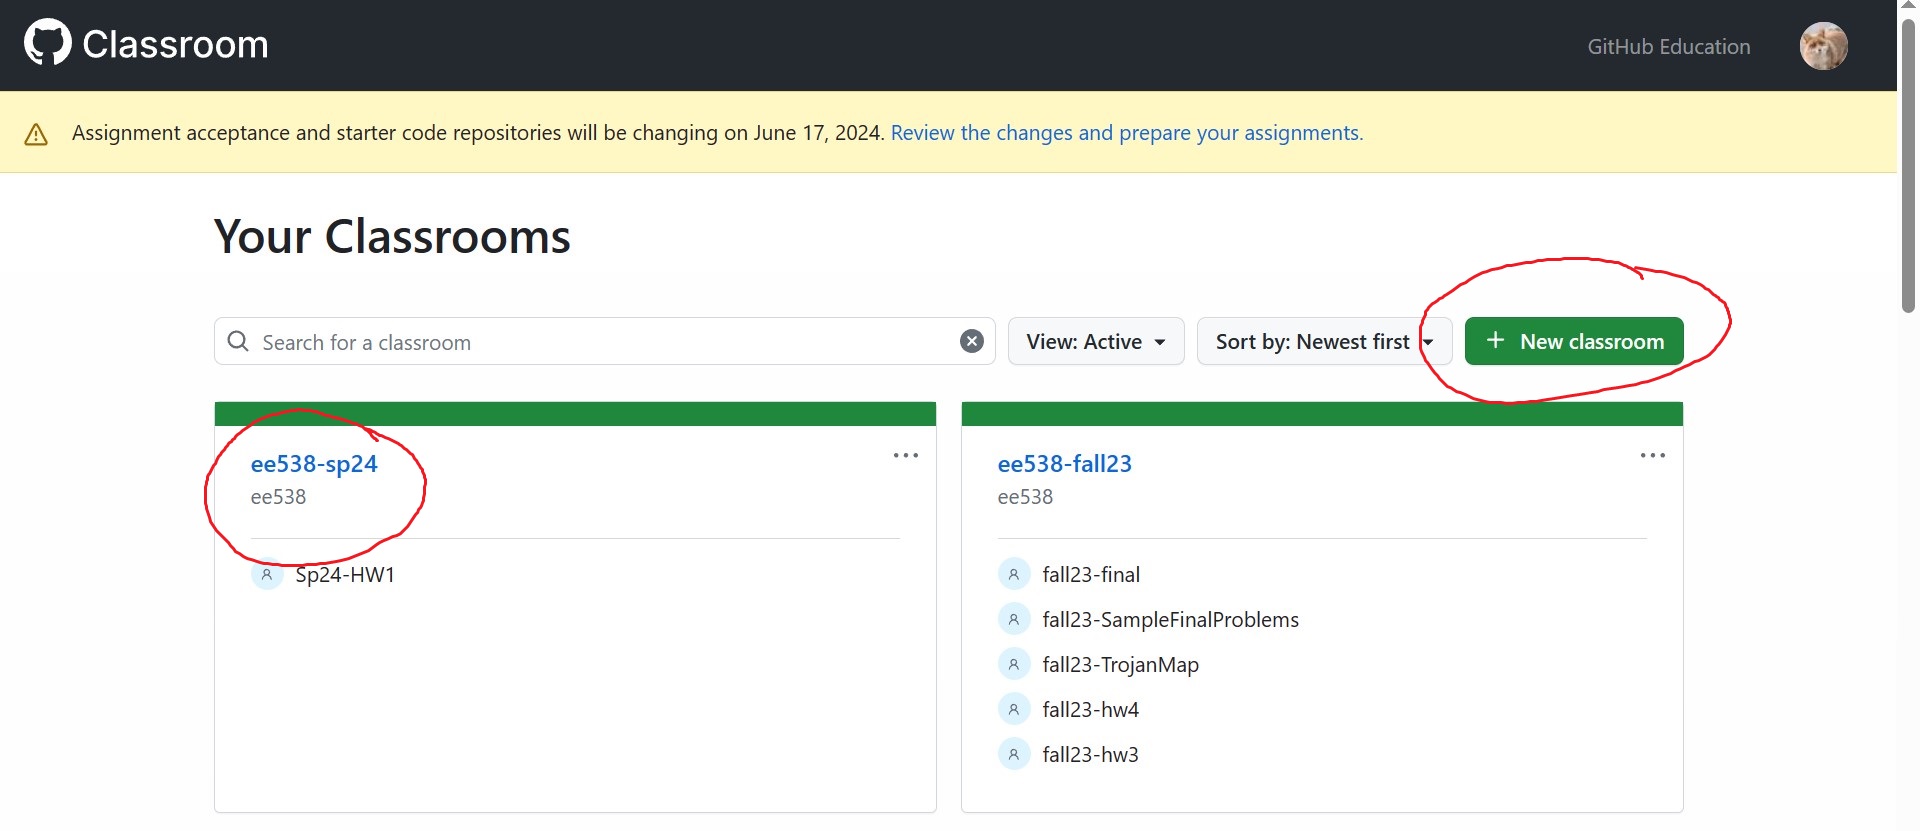 Classroom
GitHub Education
Assignment acceptance and starter code repositories will be changing on June 17, 2024. Review the changes and prepare your assignments.
Your Classrooms
Search for a classroom
View: Active
Sort by: Newest first
+ New classroom
ee538-sp24
ee538
Sp24-HW1
ee538-fall23
ee538
fall23-final
fall23-SampleFinalProblems
fall23-TrojanMap
fall23-hw4
fall23-hw3